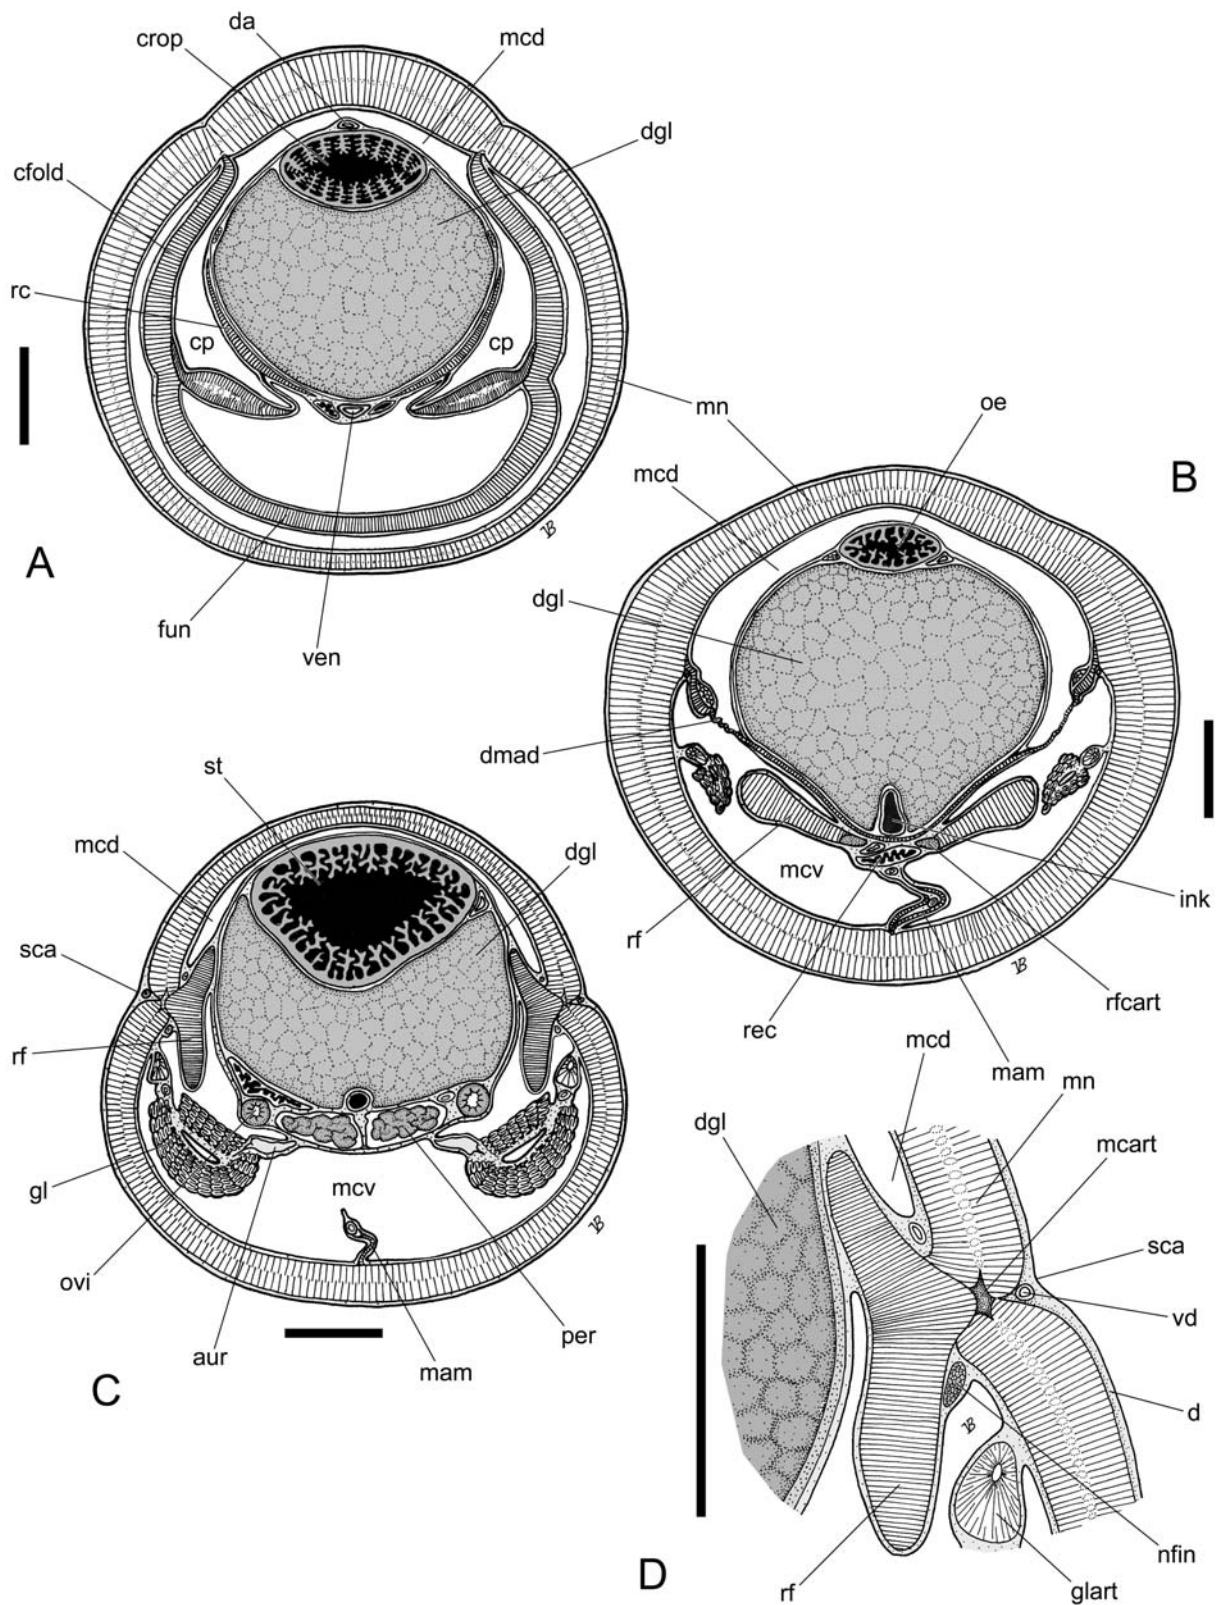 da
crop
mcd
dgl
cfold
rc
cp
cp
mn
oe
mcd
B
A
dgl
fun
ven
dmad
st
mcd
dgl
mcv
ink
sca
rf
rfcart
rec
mam
rf
mcd
mn
dgl
mcart
gl
mcv
sca
ovi
vd
aur
mam
per
C
d
nfin
D
rf
glart